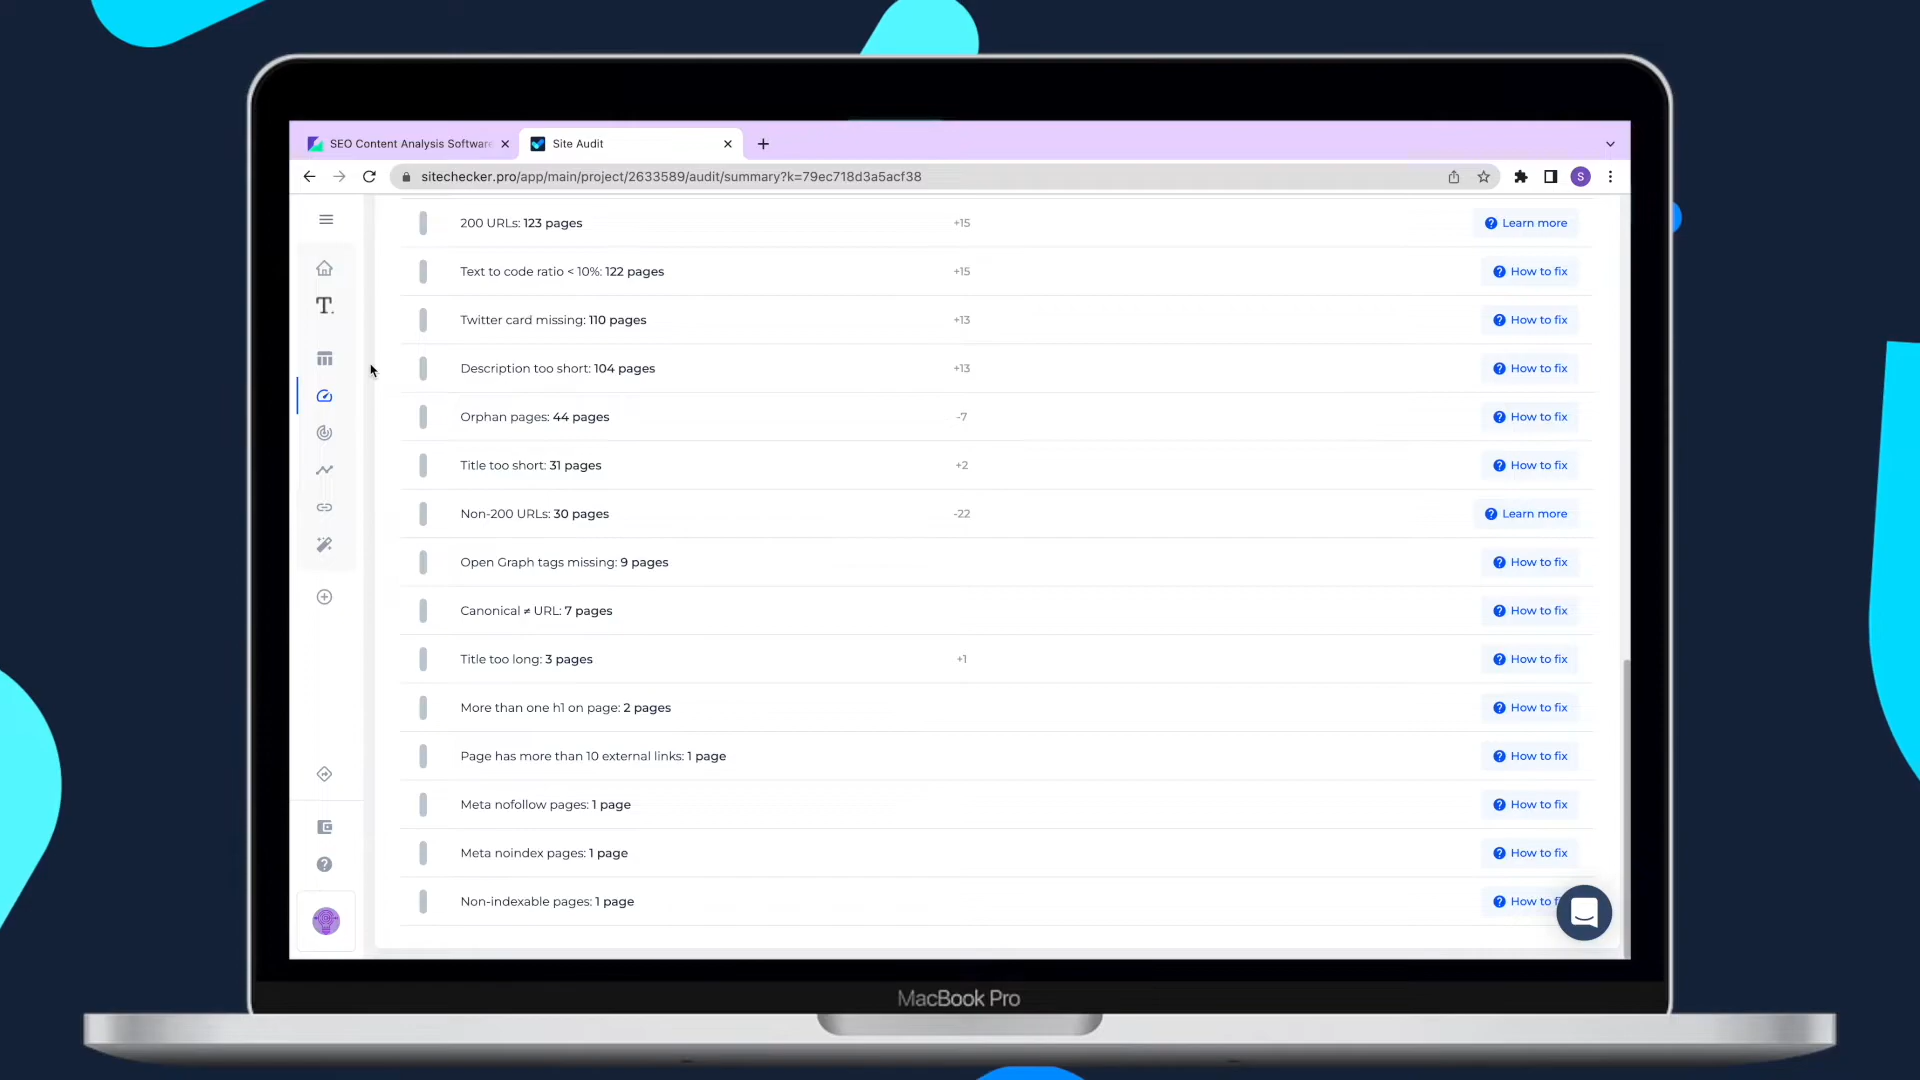 SEO Content Analysis Software
Site Audit
sitechecker.pro/app/main/project/2633589/audit/summary?k=79ec718d3a5acf38
S
T.
200 URLs: 123 pages +15 Learn more
Text to code ratio < 10%: 122 pages +15 How to fix
Twitter card missing: 110 pages +13 How to fix
Description too short: 104 pages +13 How to fix
Orphan pages: 44 pages -7 How to fix
Title too short: 31 pages +2 How to fix
Non-200 URLs: 30 pages -22 Learn more
Open Graph tags missing: 9 pages How to fix
Canonical ≠ URL: 7 pages How to fix
Title too long: 3 pages +1 How to fix
More than one h1 on page: 2 pages How to fix
Page has more than 10 external links: 1 page How to fix
Meta nofollow pages: 1 page How to fix
Meta noindex pages: 1 page How to fix
Non-indexable pages: 1 page How to
MacBook Pro